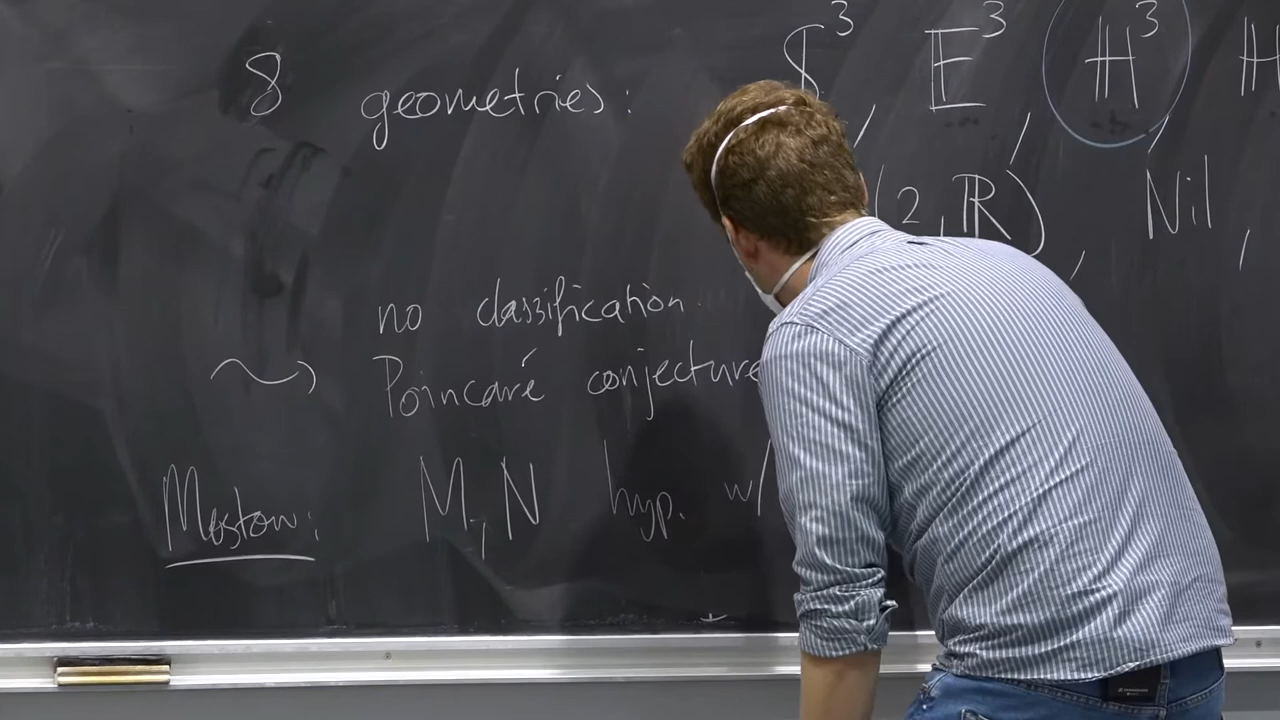 8 geometries: S³, E³, H³, H
(2,R), Nil,
no classification
⤳ Poincaré conjecture
Mostow: M, N hyp. w/